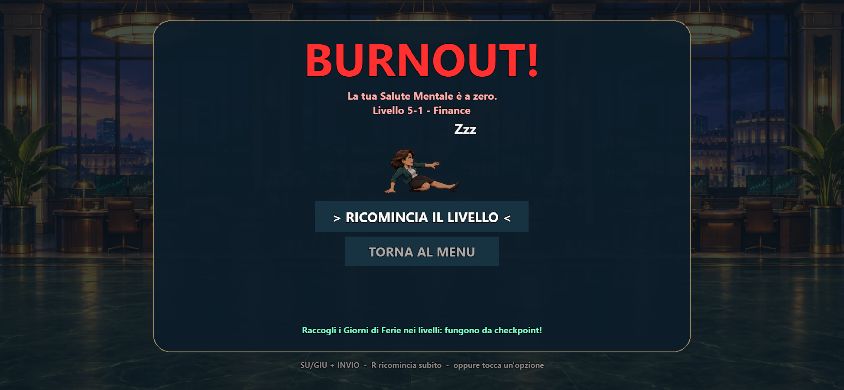 BURNOUT!
La tua Salute Mentale è a zero.
Livello 5-1 - Finance
Zzz
> RICOMINCIA IL LIVELLO <
TORNA AL MENU
Raccogli i Giorni di Ferie nei livelli: fungono da checkpoint!
SU/GIU + INVIO - R ricomincia subito - oppure tocca un'opzione